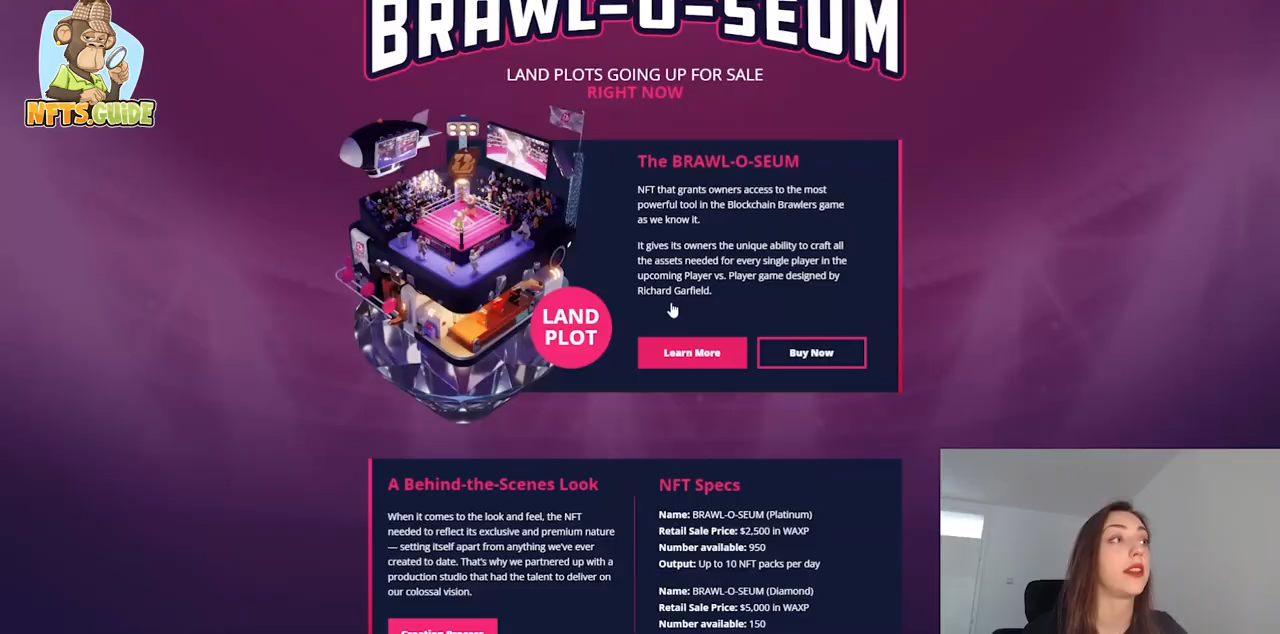 BRAWL-O-SEUM
NFTS.GUIDE
LAND PLOTS GOING UP FOR SALE
RIGHT NOW
The BRAWL-O-SEUM
NFT that grants owners access to the most
powerful tool in the Blockchain Brawlers game
as we know it.
It gives its owners the unique ability to craft all
the assets needed for every single player in the
upcoming Player vs. Player game designed by
Richard Garfield.
LAND
PLOT
Learn More
Buy Now
A Behind-the-Scenes Look
When it comes to the look and feel, the NFT
needed to reflect its exclusive and premium nature
— setting itself apart from anything we've ever
created to date. That's why we partnered up with a
production studio that had the talent to deliver on
our colossal vision.
Creating Process
NFT Specs
Name: BRAWL-O-SEUM (Platinum)
Retail Sale Price: $2,500 in WAXP
Number available: 950
Output: Up to 10 NFT packs per day
Name: BRAWL-O-SEUM (Diamond)
Retail Sale Price: $5,000 in WAXP
Number available: 150